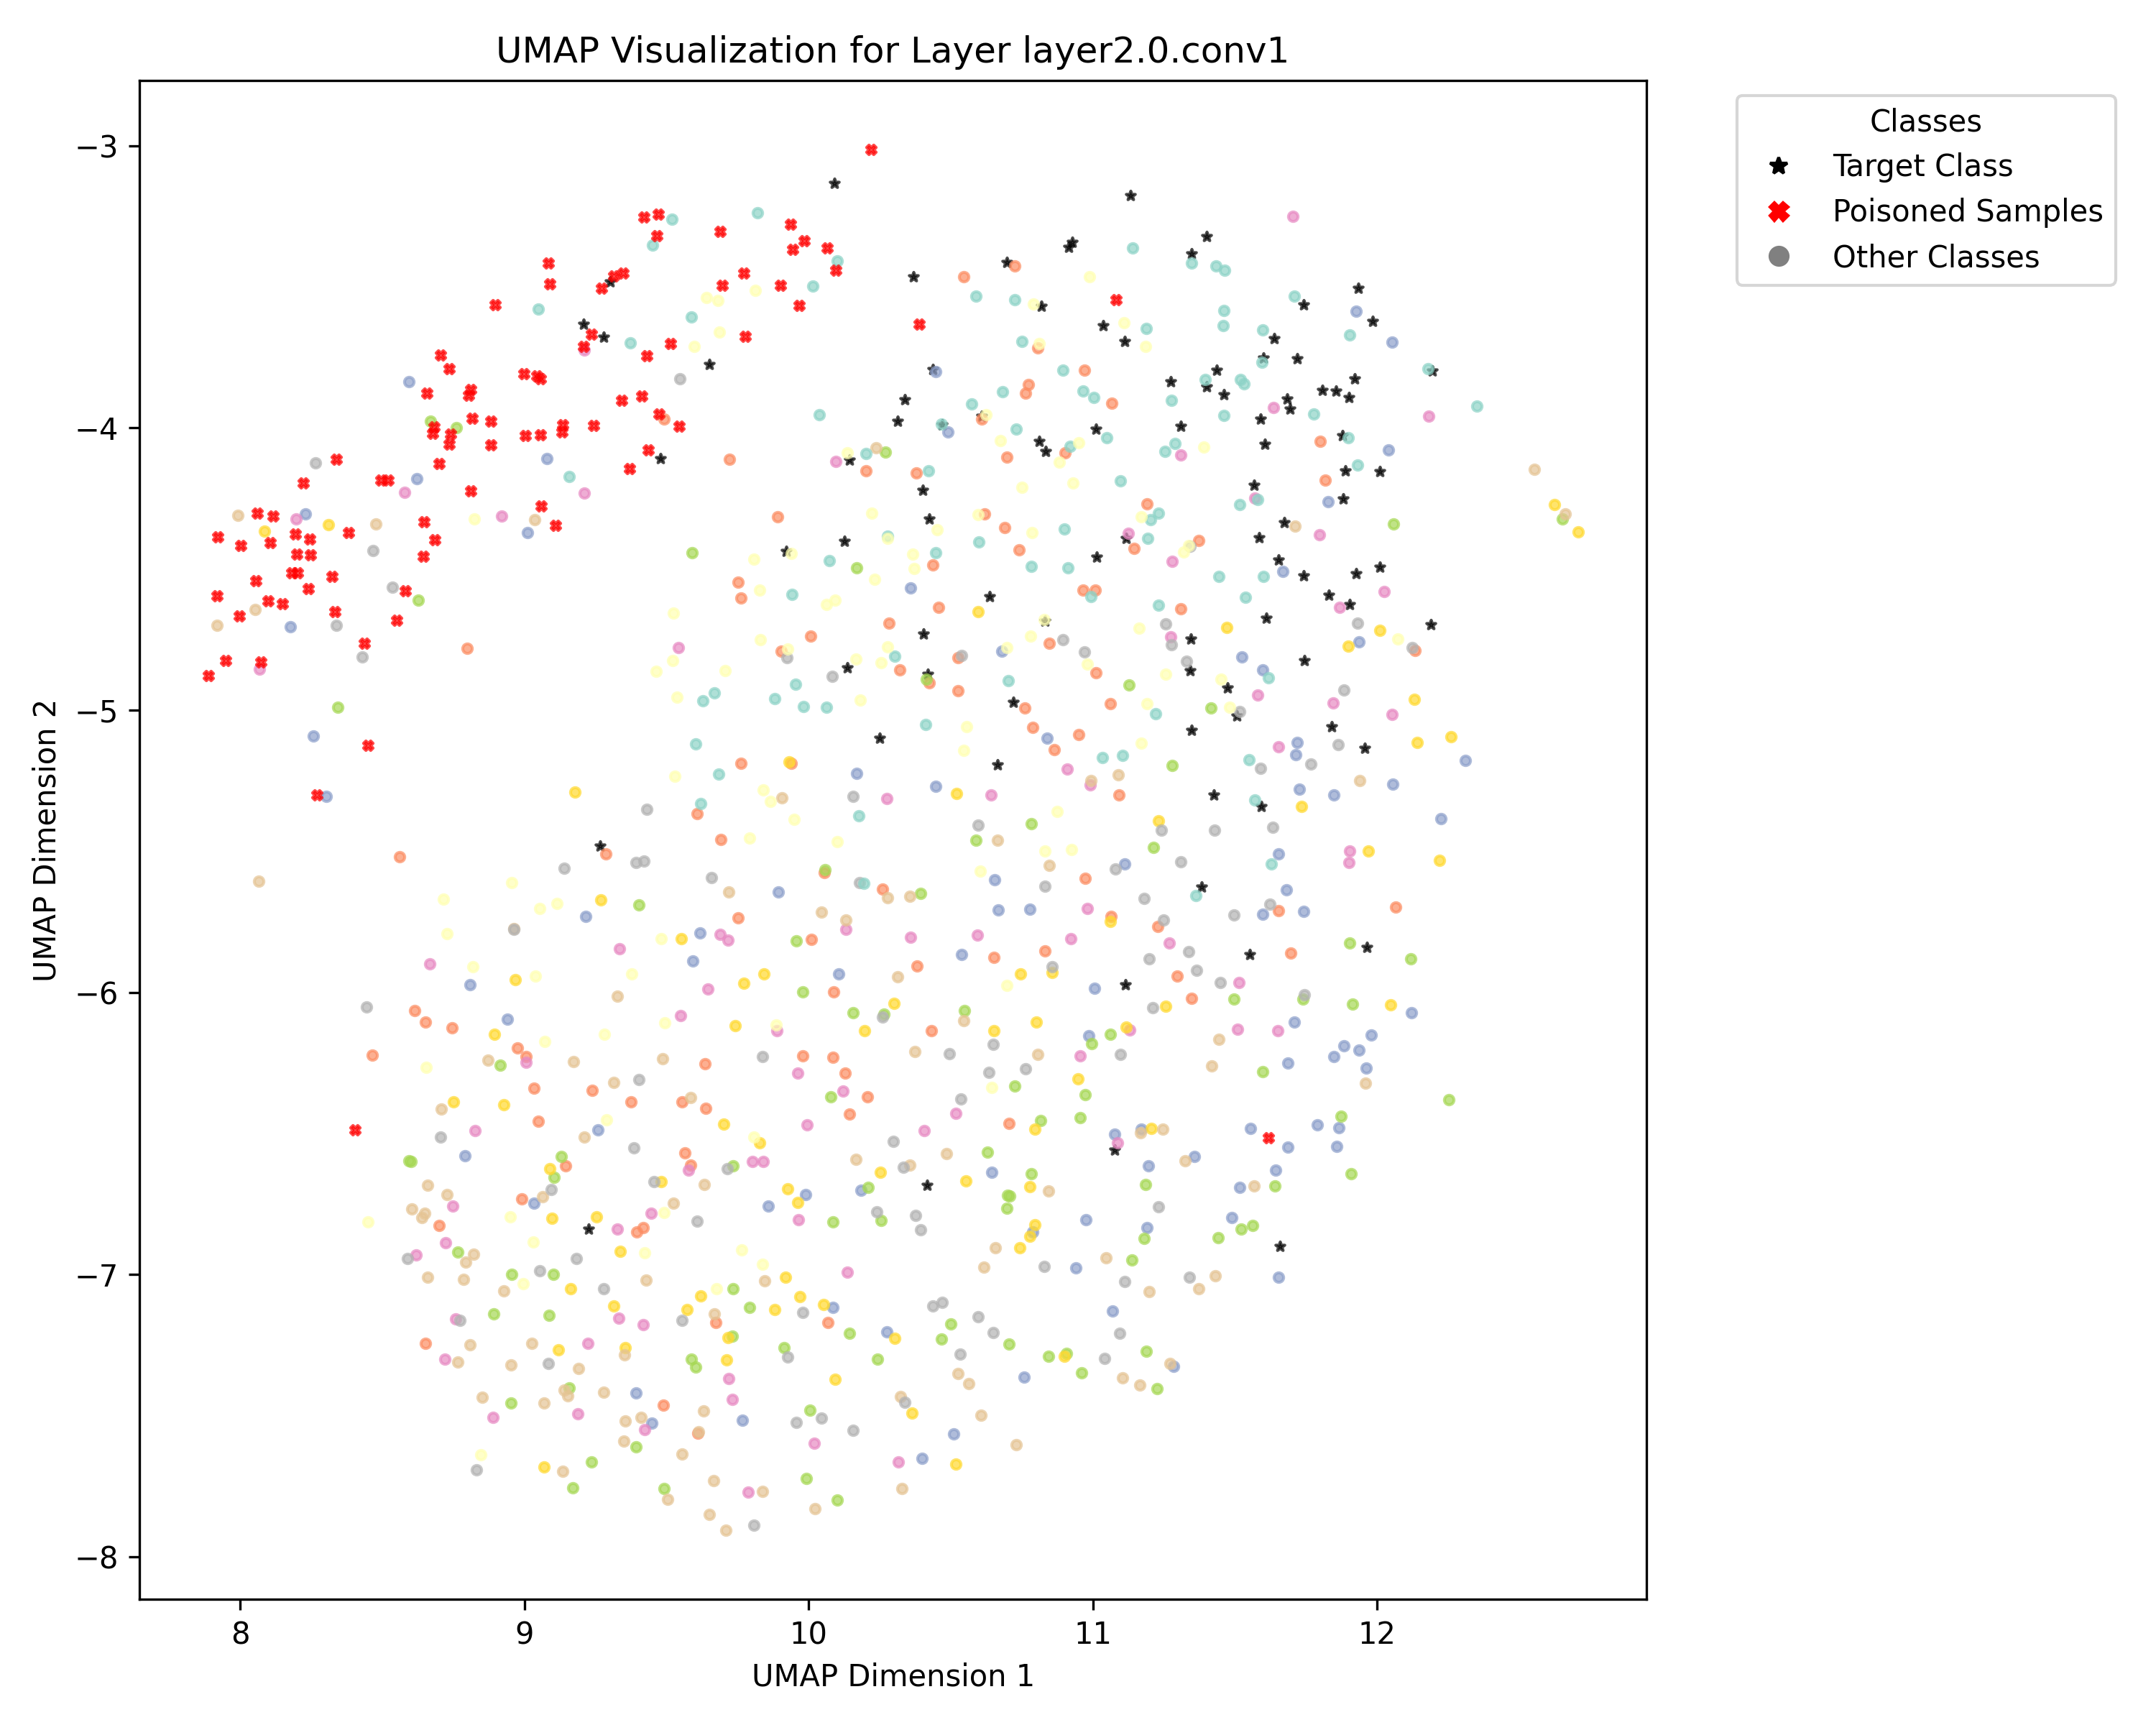 UMAP Visualization for Layer layer2.0.conv1
Classes
Target Class
Poisoned Samples
Other Classes
−3
−4
−5
−6
−7
−8
UMAP Dimension 2
8
9
10
11
12
UMAP Dimension 1